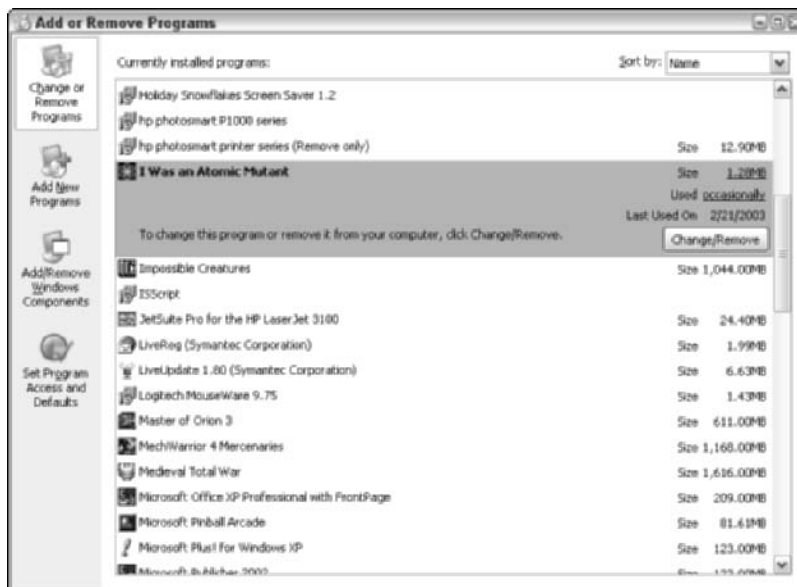 Add or Remove Programs
Change or
Remove
Programs
Add New
Programs
Add/Remove
Windows
Components
Set Program
Access and
Defaults
Currently installed programs:
Sort by: Name
Holiday Snowflakes Screen Saver 1.2
hp photosmart P1000 series
hp photosmart printer series (Remove only) Size 12.90MB
I Was an Atomic Mutant Size 1.28MB
Used occasionally
Last Used On 2/21/2003
To change this program or remove it from your computer, click Change/Remove. Change/Remove
Impossible Creatures Size 1,044.00MB
ISScript
JetSuite Pro for the HP LaserJet 3100 Size 24.40MB
LiveReg (Symantec Corporation) Size 1.99MB
LiveUpdate 1.80 (Symantec Corporation) Size 6.63MB
Logitech MouseWare 9.75 Size 1.43MB
Master of Orion 3 Size 611.00MB
MechWarrior 4 Mercenaries Size 1,168.00MB
Medieval Total War Size 1,616.00MB
Microsoft Office XP Professional with FrontPage Size 209.00MB
Microsoft Pinball Arcade Size 81.61MB
Microsoft Plus! for Windows XP Size 123.00MB
Microsoft Publisher 2002 Size 123.00MB